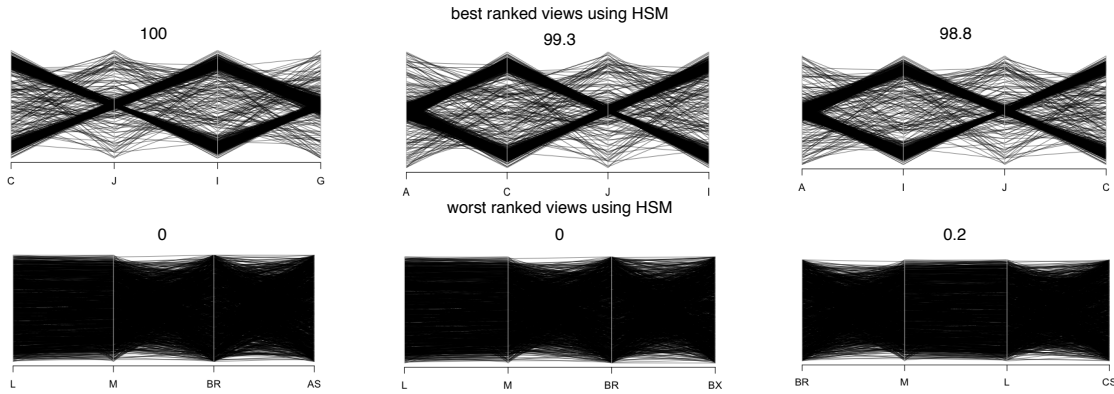 best ranked views using HSM
100
99.3
98.8
C J I G
A C J I
A I J C
worst ranked views using HSM
0
0
0.2
L M BR AS
L M BR BX
BR M L CS